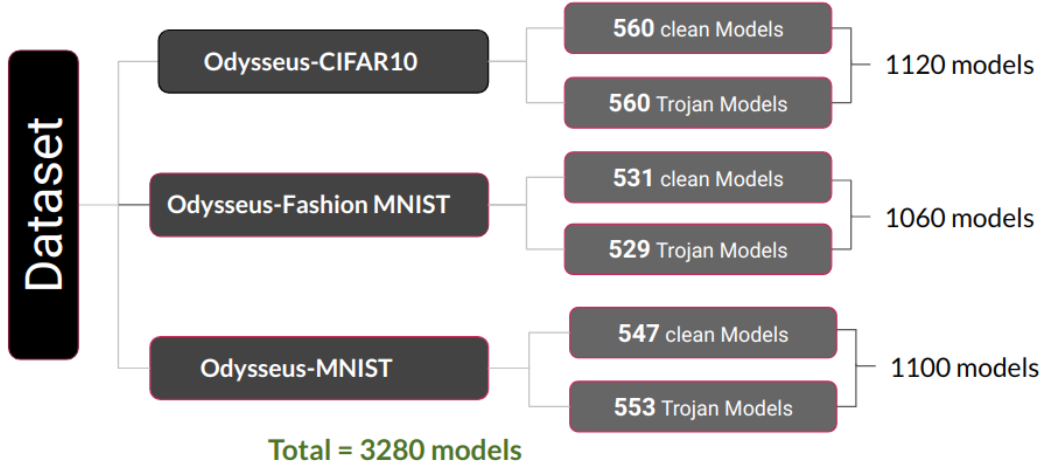 Dataset
Odysseus-CIFAR10
560 clean Models
560 Trojan Models
1120 models
Odysseus-Fashion MNIST
531 clean Models
529 Trojan Models
1060 models
Odysseus-MNIST
547 clean Models
553 Trojan Models
1100 models
Total = 3280 models